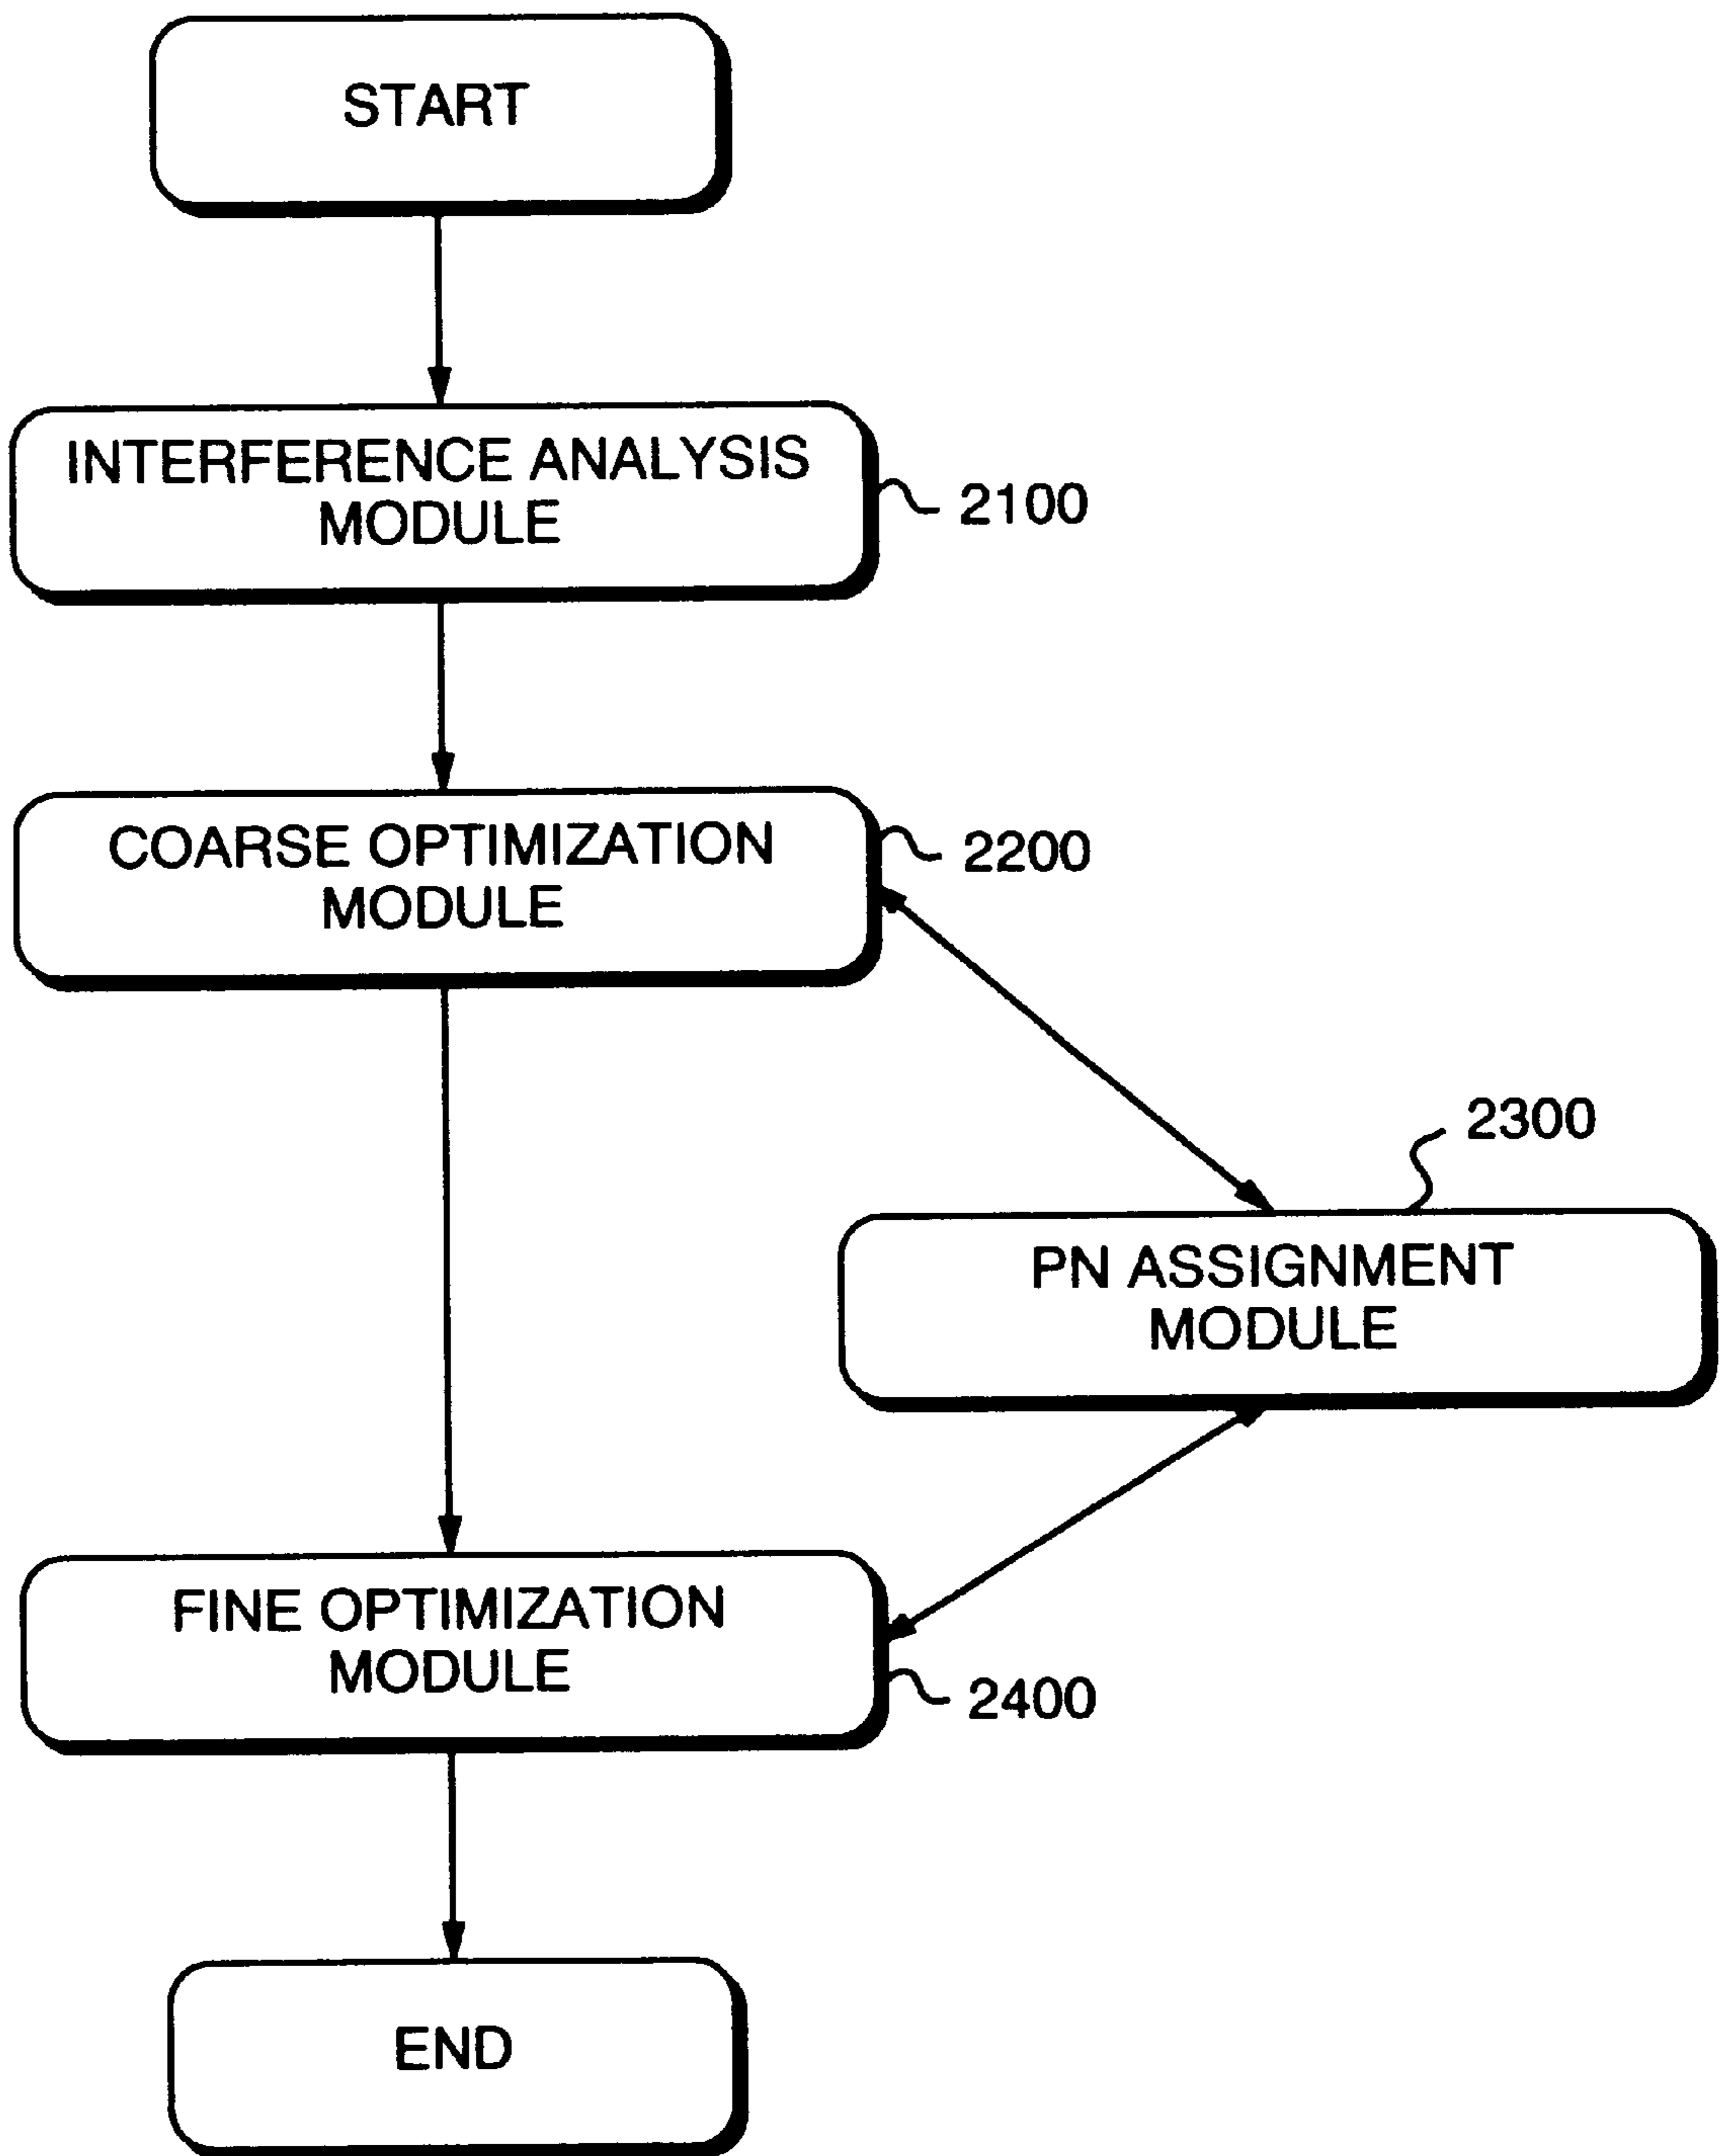 START
INTERFERENCE ANALYSIS
MODULE
2100
COARSE OPTIMIZATION
MODULE
2200
2300
PN ASSIGNMENT
MODULE
FINE OPTIMIZATION
MODULE
2400
END